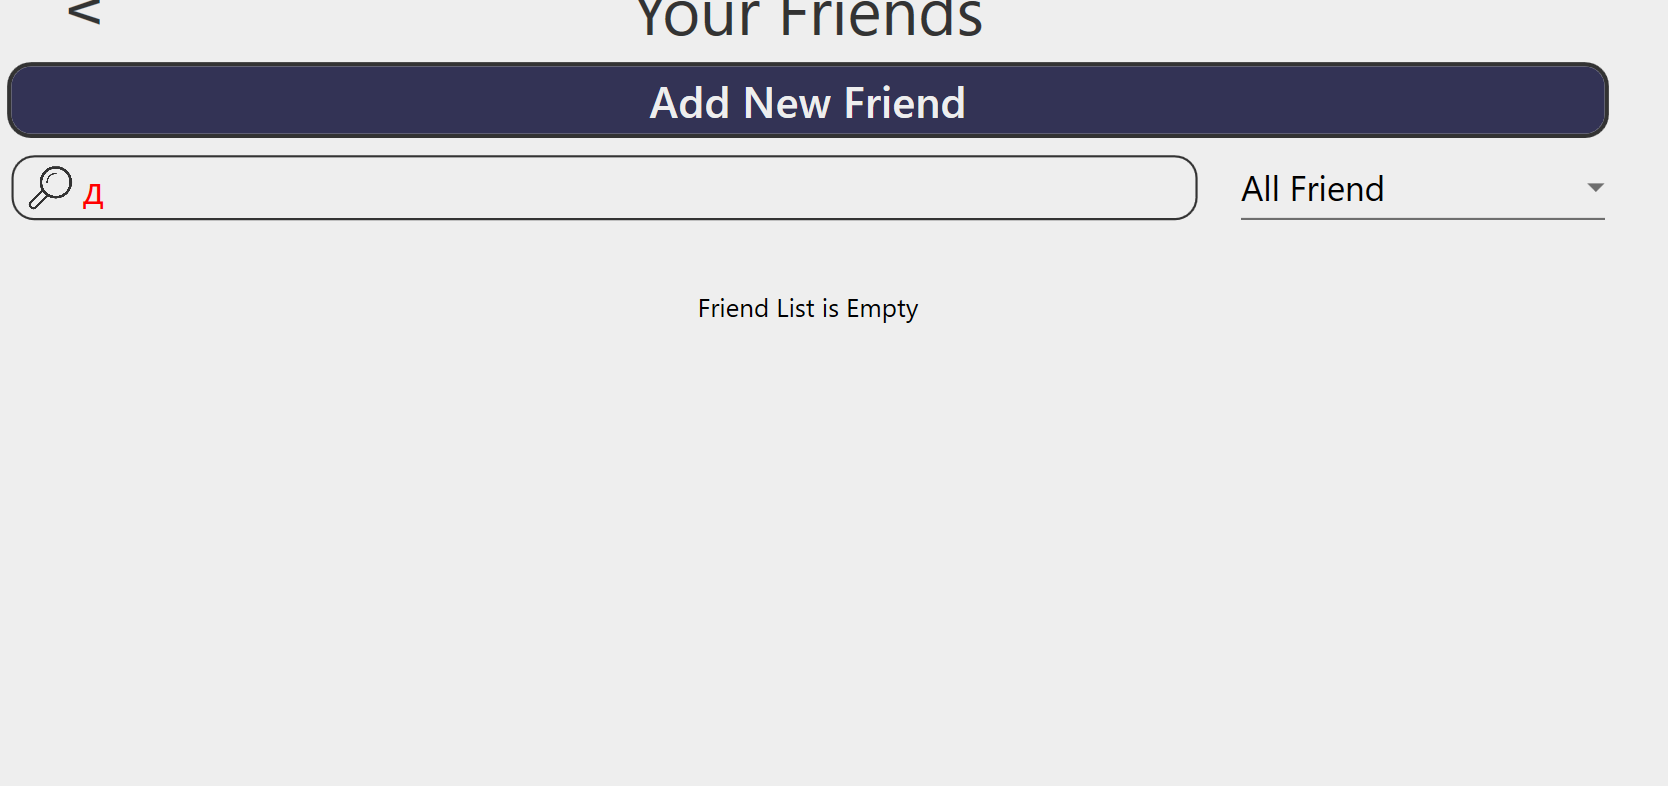 <
Your Friends
Add New Friend
д
All Friend
Friend List is Empty